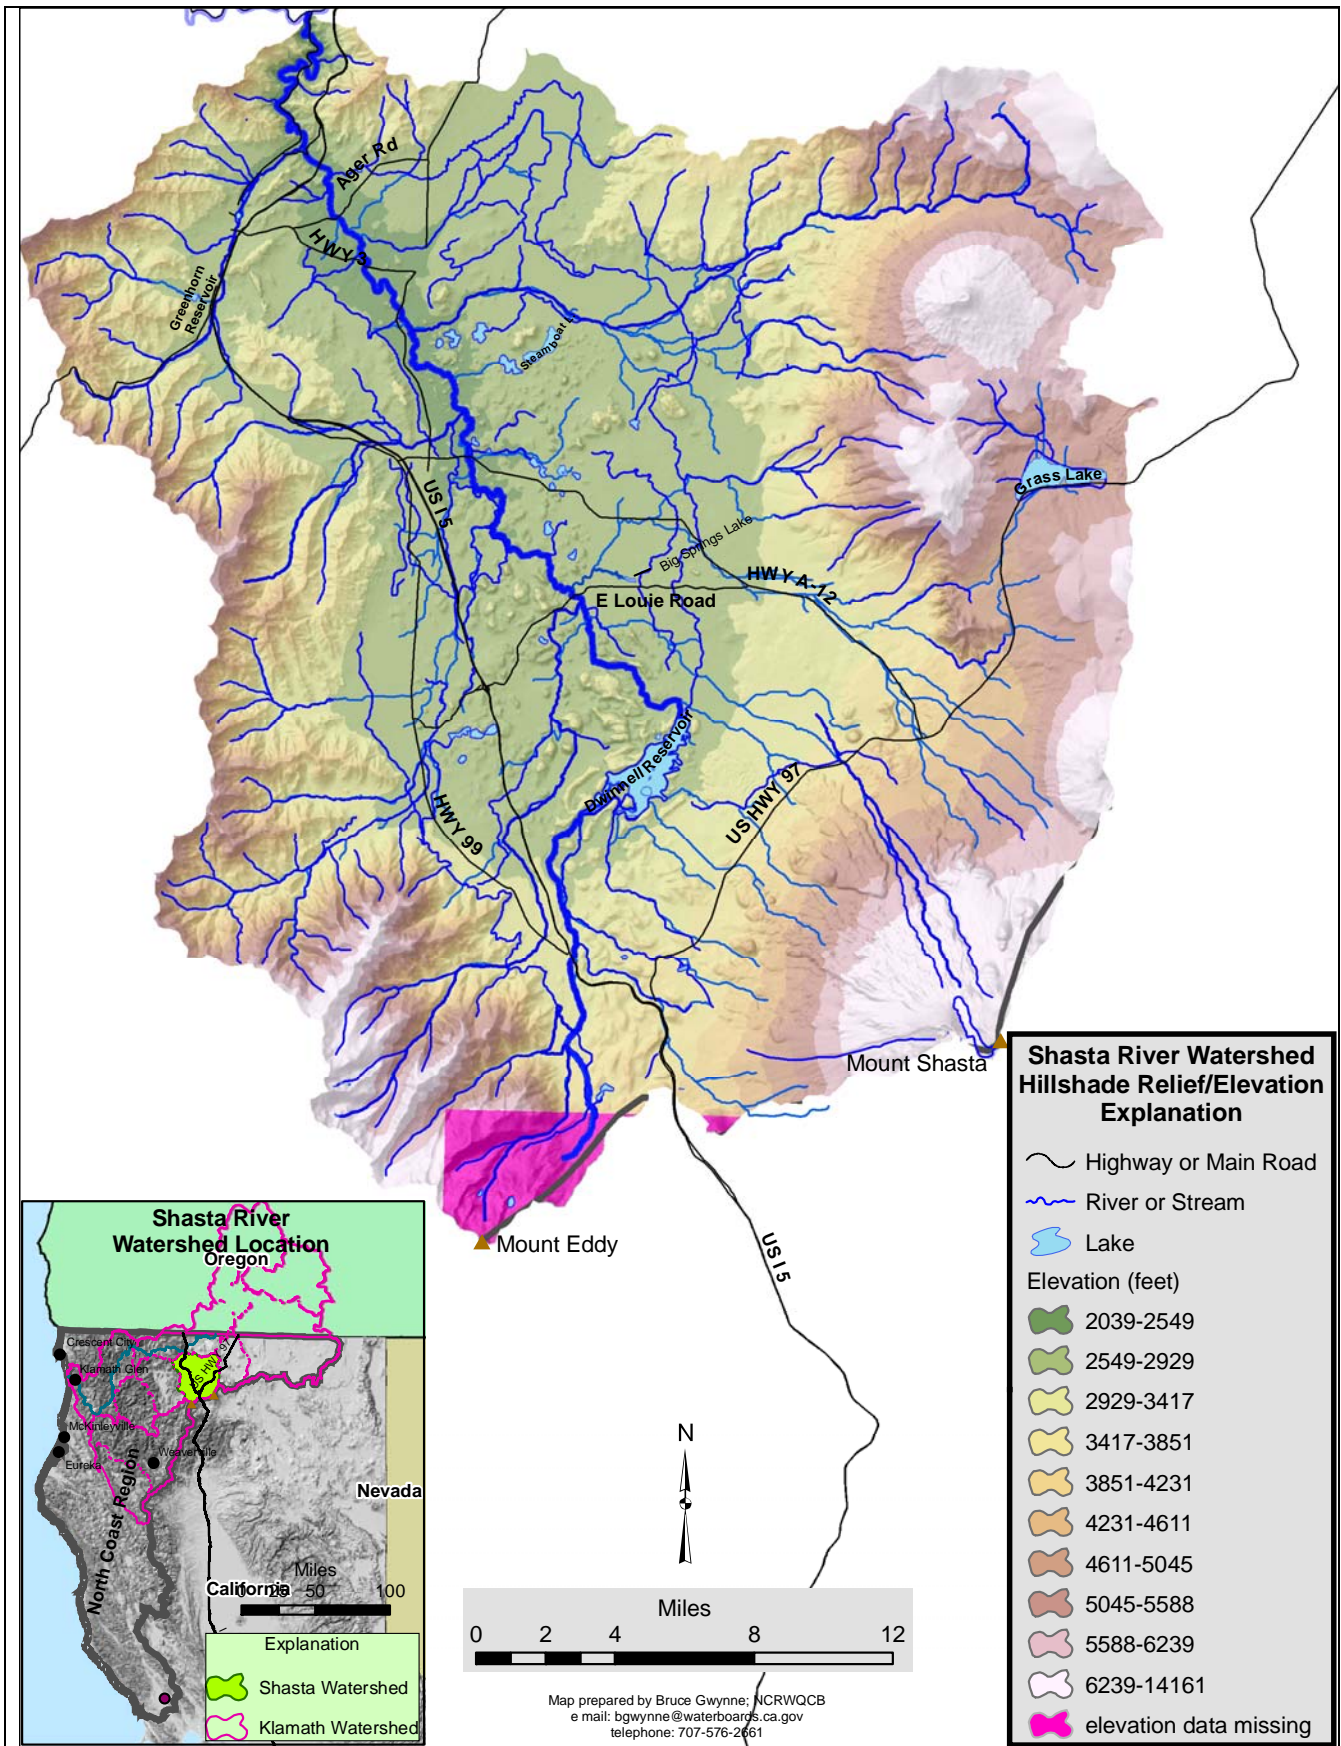 Ager Rd
HWY 3
Greenhorn
Reservoir
Steamboat L
Grass Lake
US I 5
Big Springs Lake
HWY A-12
E Louie Road
Dwinnell Reservoir
US HWY 97
HWY 99
Mount Shasta
Mount Eddy
US I 5
Shasta River Watershed
Hillshade Relief/Elevation
Explanation
Highway or Main Road
River or Stream
Lake
Elevation (feet)
2039-2549
2549-2929
2929-3417
3417-3851
3851-4231
4231-4611
4611-5045
5045-5588
5588-6239
6239-14161
elevation data missing
Shasta River
Watershed Location
Oregon
Crescent City
Klamath Glen
US HWY 97
McKinleyville
Eureka
Weaverville
North Coast Region
Nevada
California
Miles
0 25 50 100
Explanation
Shasta Watershed
Klamath Watershed
N
Miles
0 2 4 8 12
Map prepared by Bruce Gwynne; NCRWQCB
e mail: bgwynne@waterboards.ca.gov
telephone: 707-576-2661